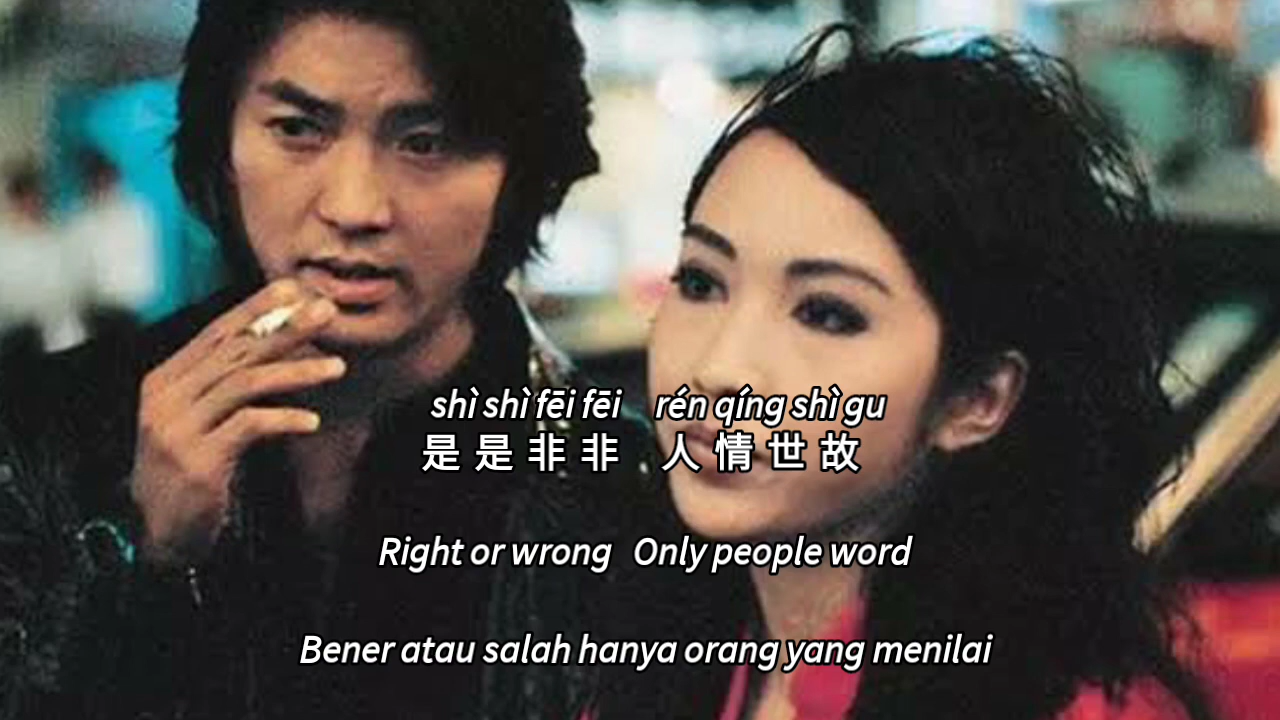 shì shì fēi fēi rén qíng shì gu
是是非非 人情世故
Right or wrong Only people word
Bener atau salah hanya orang yang menilai